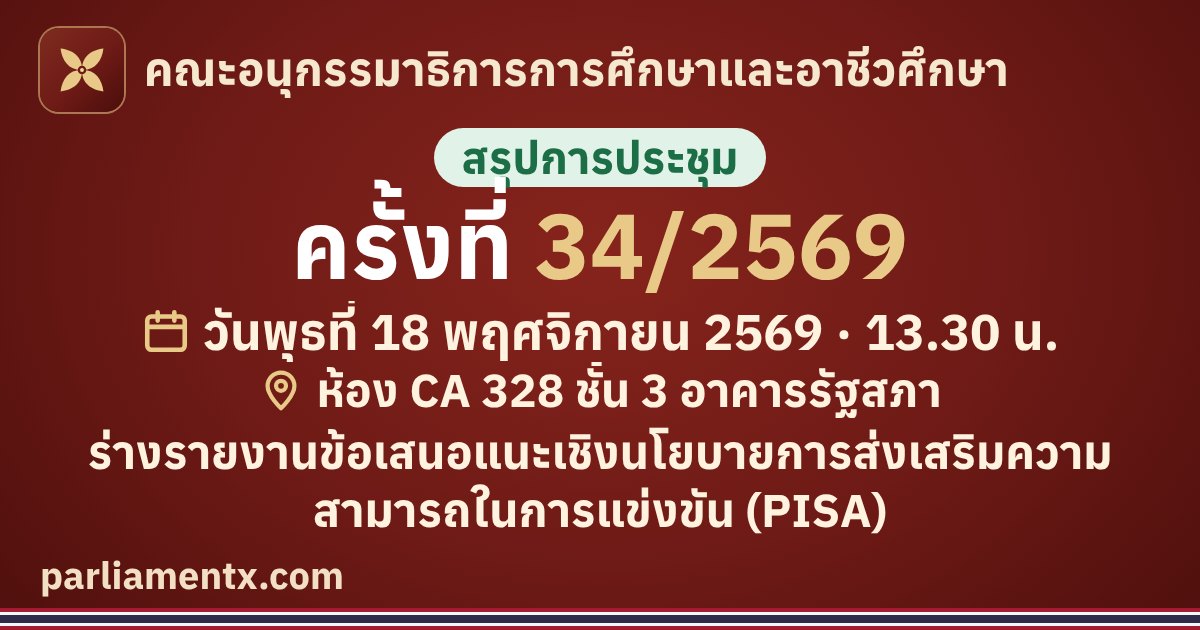 คณะอนุกรรมาธิการการศึกษาและอาชีวศึกษา
สรุปการประชุม
ครั้งที่ 34/2569
วันพุธที่ 18 พฤศจิกายน 2569 · 13.30 น.
ห้อง CA 328 ชั้น 3 อาคารรัฐสภา
ร่างรายงานข้อเสนอแนะเชิงนโยบายการส่งเสริมความ
สามารถในการแข่งขัน (PISA)
parliamentx.com